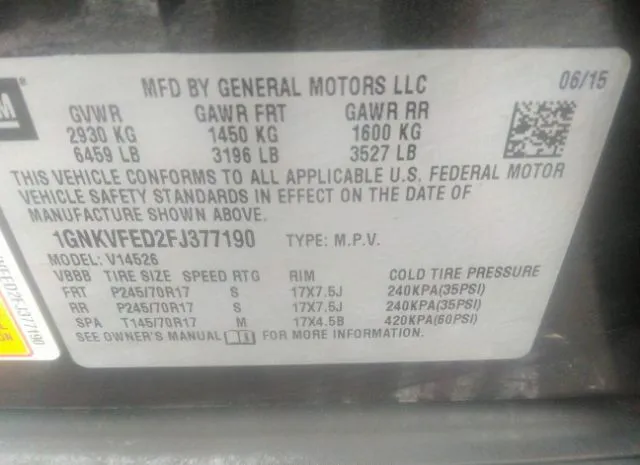 MFD BY GENERAL MOTORS LLC 06/15
GVWR GAWR FRT GAWR RR
2930 KG 1450 KG 1600 KG
6459 LB 3196 LB 3527 LB
THIS VEHICLE CONFORMS TO ALL APPLICABLE U.S. FEDERAL MOTOR
VEHICLE SAFETY STANDARDS IN EFFECT ON THE DATE OF
MANUFACTURE SHOWN ABOVE.
1GNKVFED2FJ377190 TYPE: M.P.V.
MODEL: V14526
VBBB TIRE SIZE SPEED RTG RIM COLD TIRE PRESSURE
FRT P245/70R17 S 17X7.5J 240KPA(35PSI)
RR P245/70R17 S 17X7.5J 240KPA(35PSI)
SPA T145/70R17 M 17X4.5B 420KPA(60PSI)
SEE OWNER'S MANUAL FOR MORE INFORMATION.